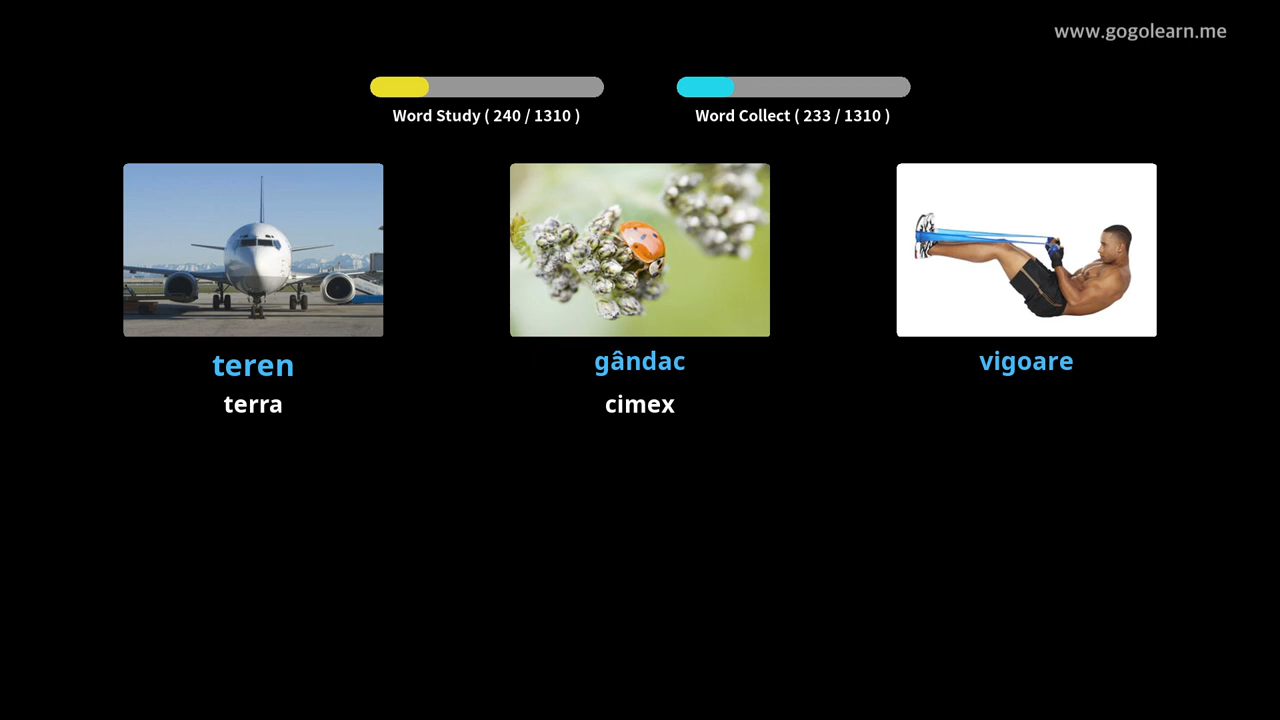 www.gogolearn.me
Word Study ( 240 / 1310 )
Word Collect ( 233 / 1310 )
teren
gândac
vigoare
terra
cimex